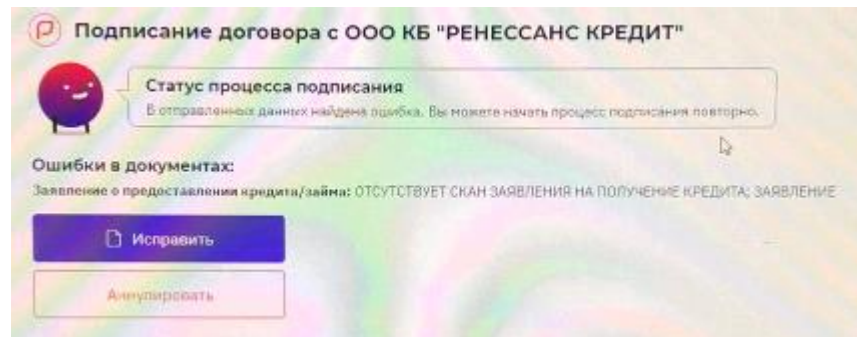 Подписание договора с ООО КБ "РЕНЕССАНС КРЕДИТ"
Статус процесса подписания
В отправленных данных найдена ошибка. Вы можете начать процесс подписания повторно.
Ошибки в документах:
Заявление о предоставлении кредита/займа: ОТСУТСТВУЕТ СКАН ЗАЯВЛЕНИЯ НА ПОЛУЧЕНИЕ КРЕДИТА; ЗАЯВЛЕНИЕ
Исправить
Аннулировать